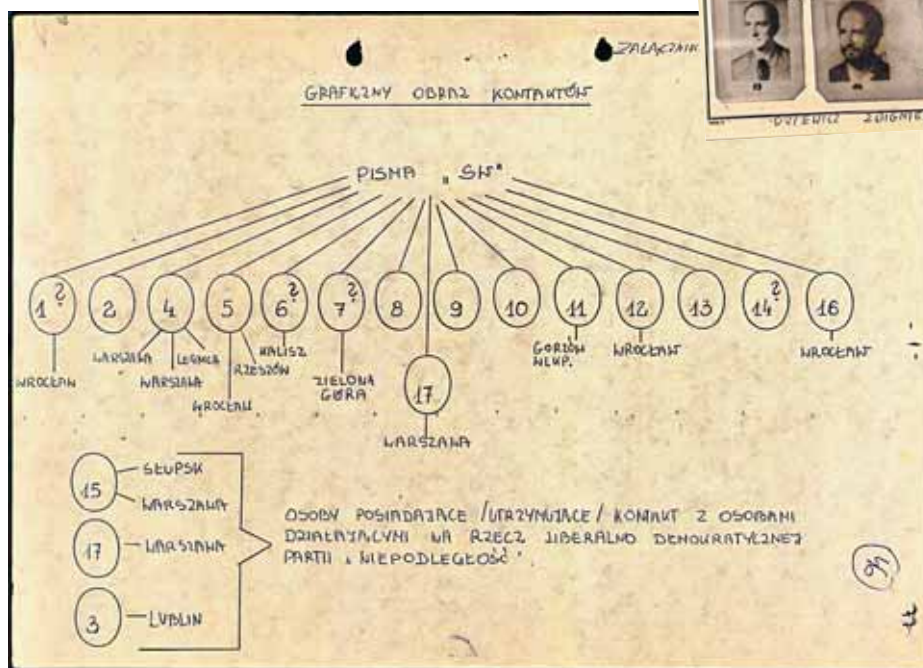 ZAŁĄCZNIK
GRAFICZNY OBRAZ KONTAKTÓW
ZBIGNIE
PISMA „SW"
1? 2 4 5 6? 7? 8 9 10 11 12 13 14? 16
WROCŁAW
WARSZAWA
WARSZAWA
LEGNICA
WROCŁAW
RZESZÓW
KALISZ
ZIELONA
GÓRA
GORZÓW
WLKP.
WROCŁAW
WROCŁAW
17
WARSZAWA
15
SŁUPSK
WARSZAWA
17
WARSZAWA
3
LUBLIN
OSOBY POSIADAJĄCE /UTRZYMUJĄCE/ KONTAKT Z OSOBAMI
DZIAŁAJĄCYMI NA RZECZ LIBERALNO DEMOKRATYCZNEJ
PARTII „NIEPODLEGŁOŚĆ"